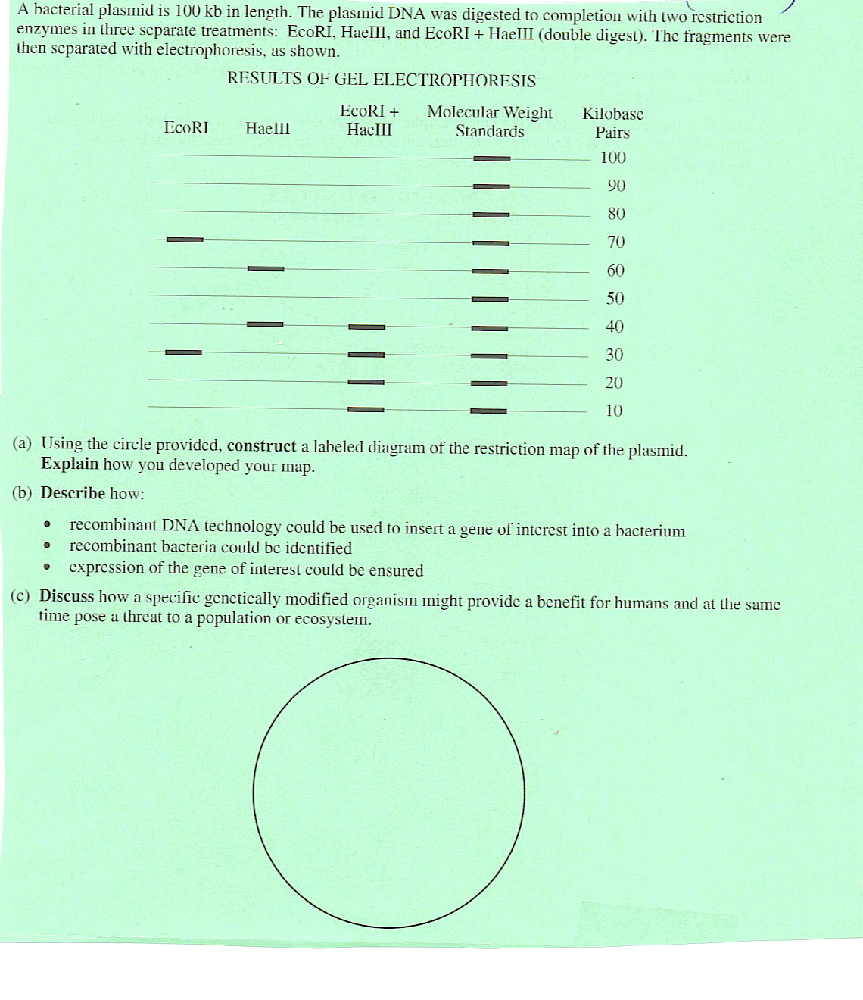 A bacterial plasmid is 100 kb in length. The plasmid DNA was digested to completion with two restriction
enzymes in three separate treatments: EcoRI, HaeIII, and EcoRI + HaeIII (double digest). The fragments were
then separated with electrophoresis, as shown.
RESULTS OF GEL ELECTROPHORESIS
EcoRI HaeIII EcoRI + HaeIII Molecular Weight Standards Kilobase Pairs
100
90
80
70
60
50
40
30
20
10
(a) Using the circle provided, construct a labeled diagram of the restriction map of the plasmid.
Explain how you developed your map.
(b) Describe how:
• recombinant DNA technology could be used to insert a gene of interest into a bacterium
• recombinant bacteria could be identified
• expression of the gene of interest could be ensured
(c) Discuss how a specific genetically modified organism might provide a benefit for humans and at the same
time pose a threat to a population or ecosystem.